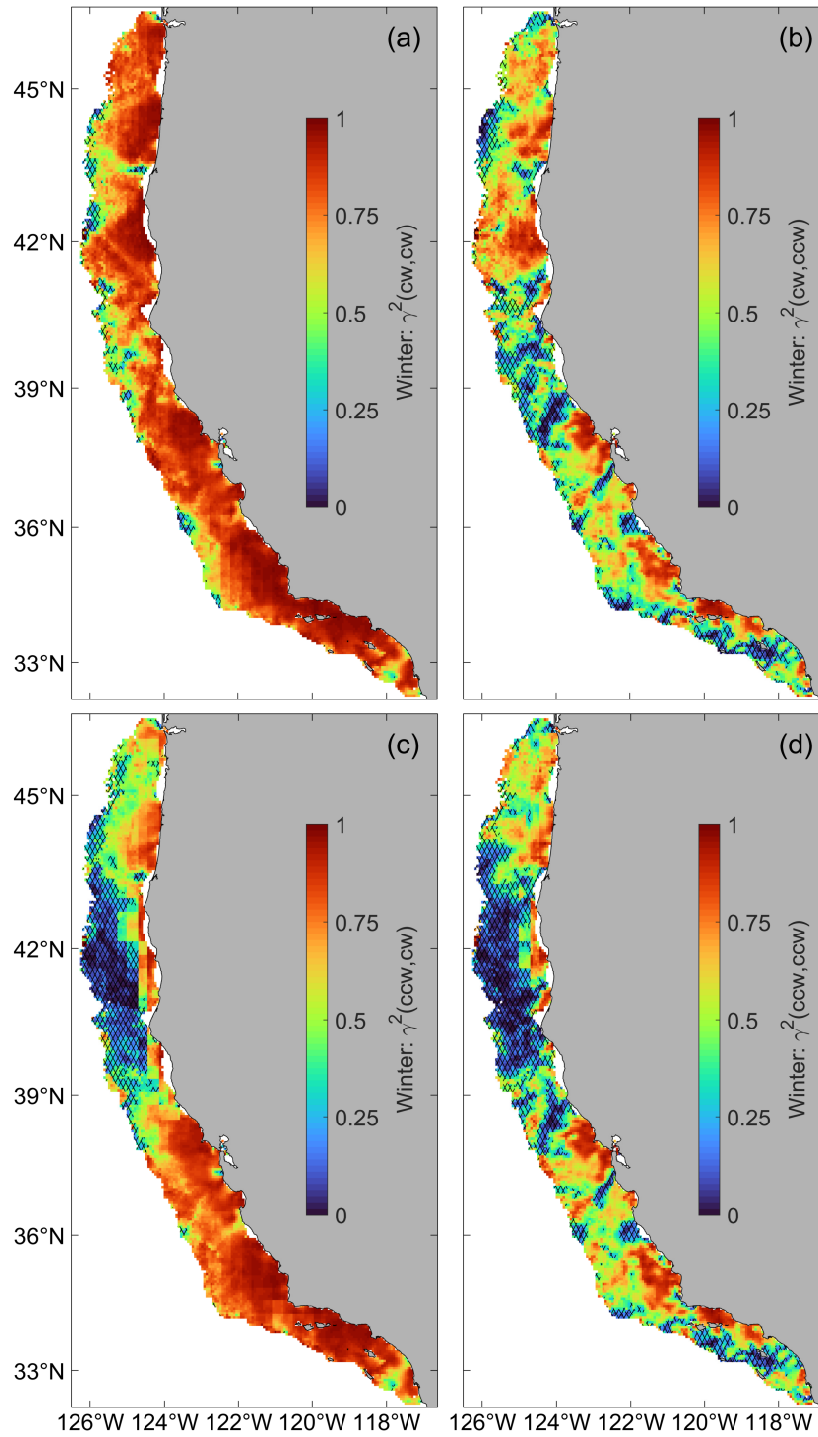 (a)
45°N
42°N
39°N
36°N
33°N
1
0.75
0.5
0.25
0
Winter: γ²(cw,cw)
(b)
1
0.75
0.5
0.25
0
Winter: γ²(cw,ccw)
(c)
45°N
42°N
39°N
36°N
33°N
1
0.75
0.5
0.25
0
Winter: γ²(ccw,cw)
126°W 124°W 122°W 120°W 118°W
(d)
1
0.75
0.5
0.25
0
Winter: γ²(ccw,ccw)
126°W 124°W 122°W 120°W 118°W